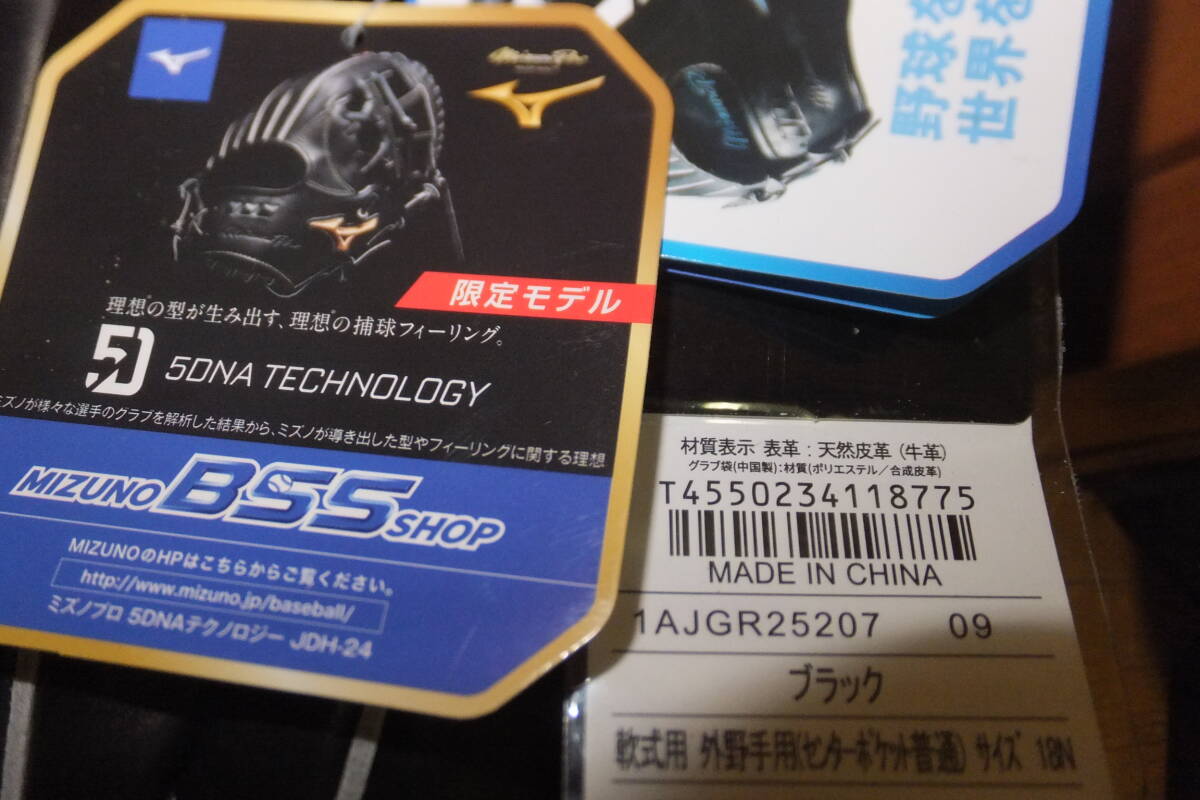 Mizuno Pro
限定モデル
理想の型が生み出す、理想の捕球フィーリング。
5D 5DNA TECHNOLOGY
ミズノが様々な選手のグラブを解析した結果から、ミズノが導き出した型やフィーリングに関する理想
MIZUNO BSS SHOP
MIZUNOのHPはこちらからご覧ください。
http://www.mizuno.jp/baseball/
ミズノプロ 5DNAテクノロジー JDH-24
野球を
世界を
材質表示 表革:天然皮革(牛革)
グラブ袋(中国製):材質(ポリエステル/合成皮革)
T4550234118775
MADE IN CHINA
1AJGR25207 09
ブラック
軟式用 外野手用(センターポケット普通) サイズ 18N